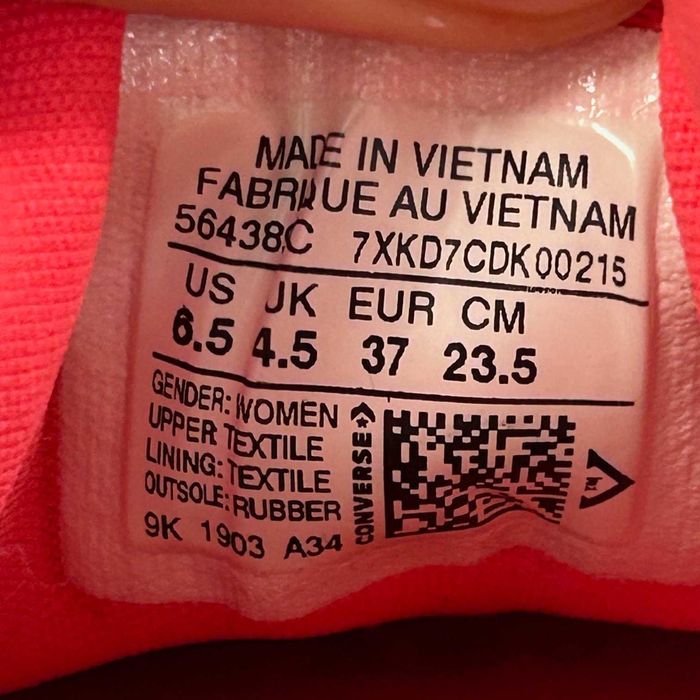 MADE IN VIETNAM
FABRIQUE AU VIETNAM
56438C 7XKD7CDK00215
US UK EUR CM
6.5 4.5 37 23.5
GENDER: WOMEN
UPPER TEXTILE
LINING: TEXTILE
OUTSOLE: RUBBER
9K 1903 A34
CONVERSE